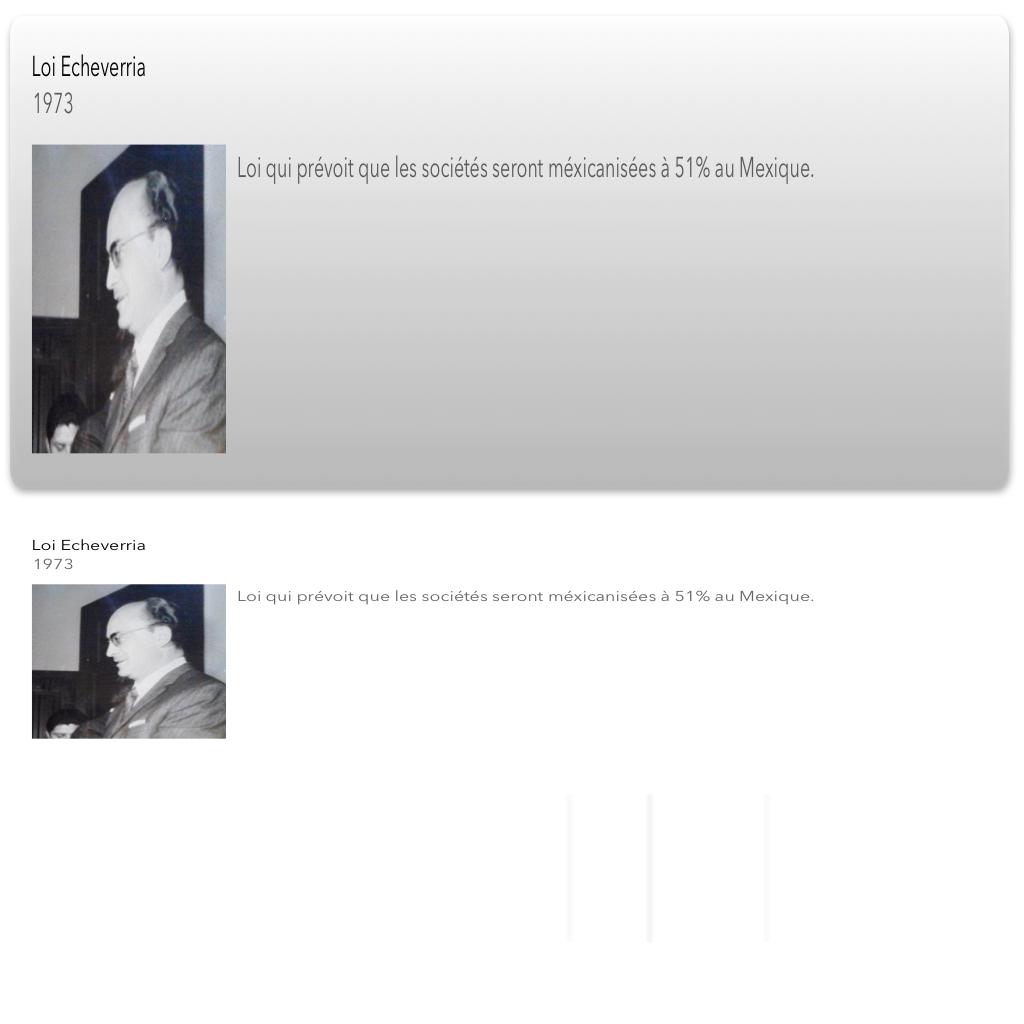 Loi Echeverria
1973
Loi qui prévoit que les sociétés seront méxicanisées à 51% au Mexique.
Loi Echeverria
1973
Loi qui prévoit que les sociétés seront méxicanisées à 51% au Mexique.